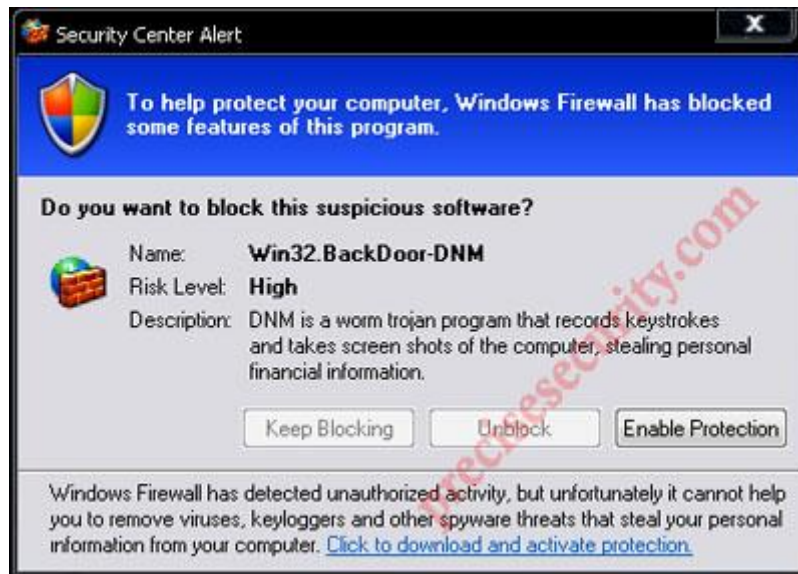 Security Center Alert
X
To help protect your computer, Windows Firewall has blocked
some features of this program.
Do you want to block this suspicious software?
Name: Win32.BackDoor-DNM
Risk Level: High
Description: DNM is a worm trojan program that records keystrokes
and takes screen shots of the computer, stealing personal
financial information.
Keep Blocking Unblock Enable Protection
Windows Firewall has detected unauthorized activity, but unfortunately it cannot help
you to remove viruses, keyloggers and other spyware threats that steal your personal
information from your computer. Click to download and activate protection.
precisesecurity.com